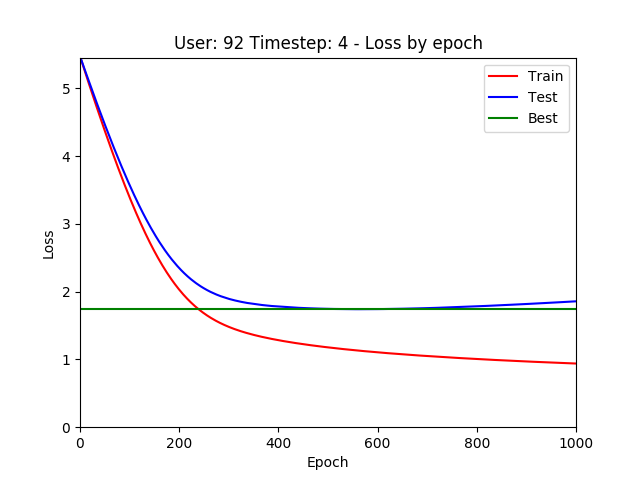 User: 92 Timestep: 4 - Loss by epoch
Train
Test
Best
Loss
5
4
3
2
1
0
0 200 400 600 800 1000
Epoch